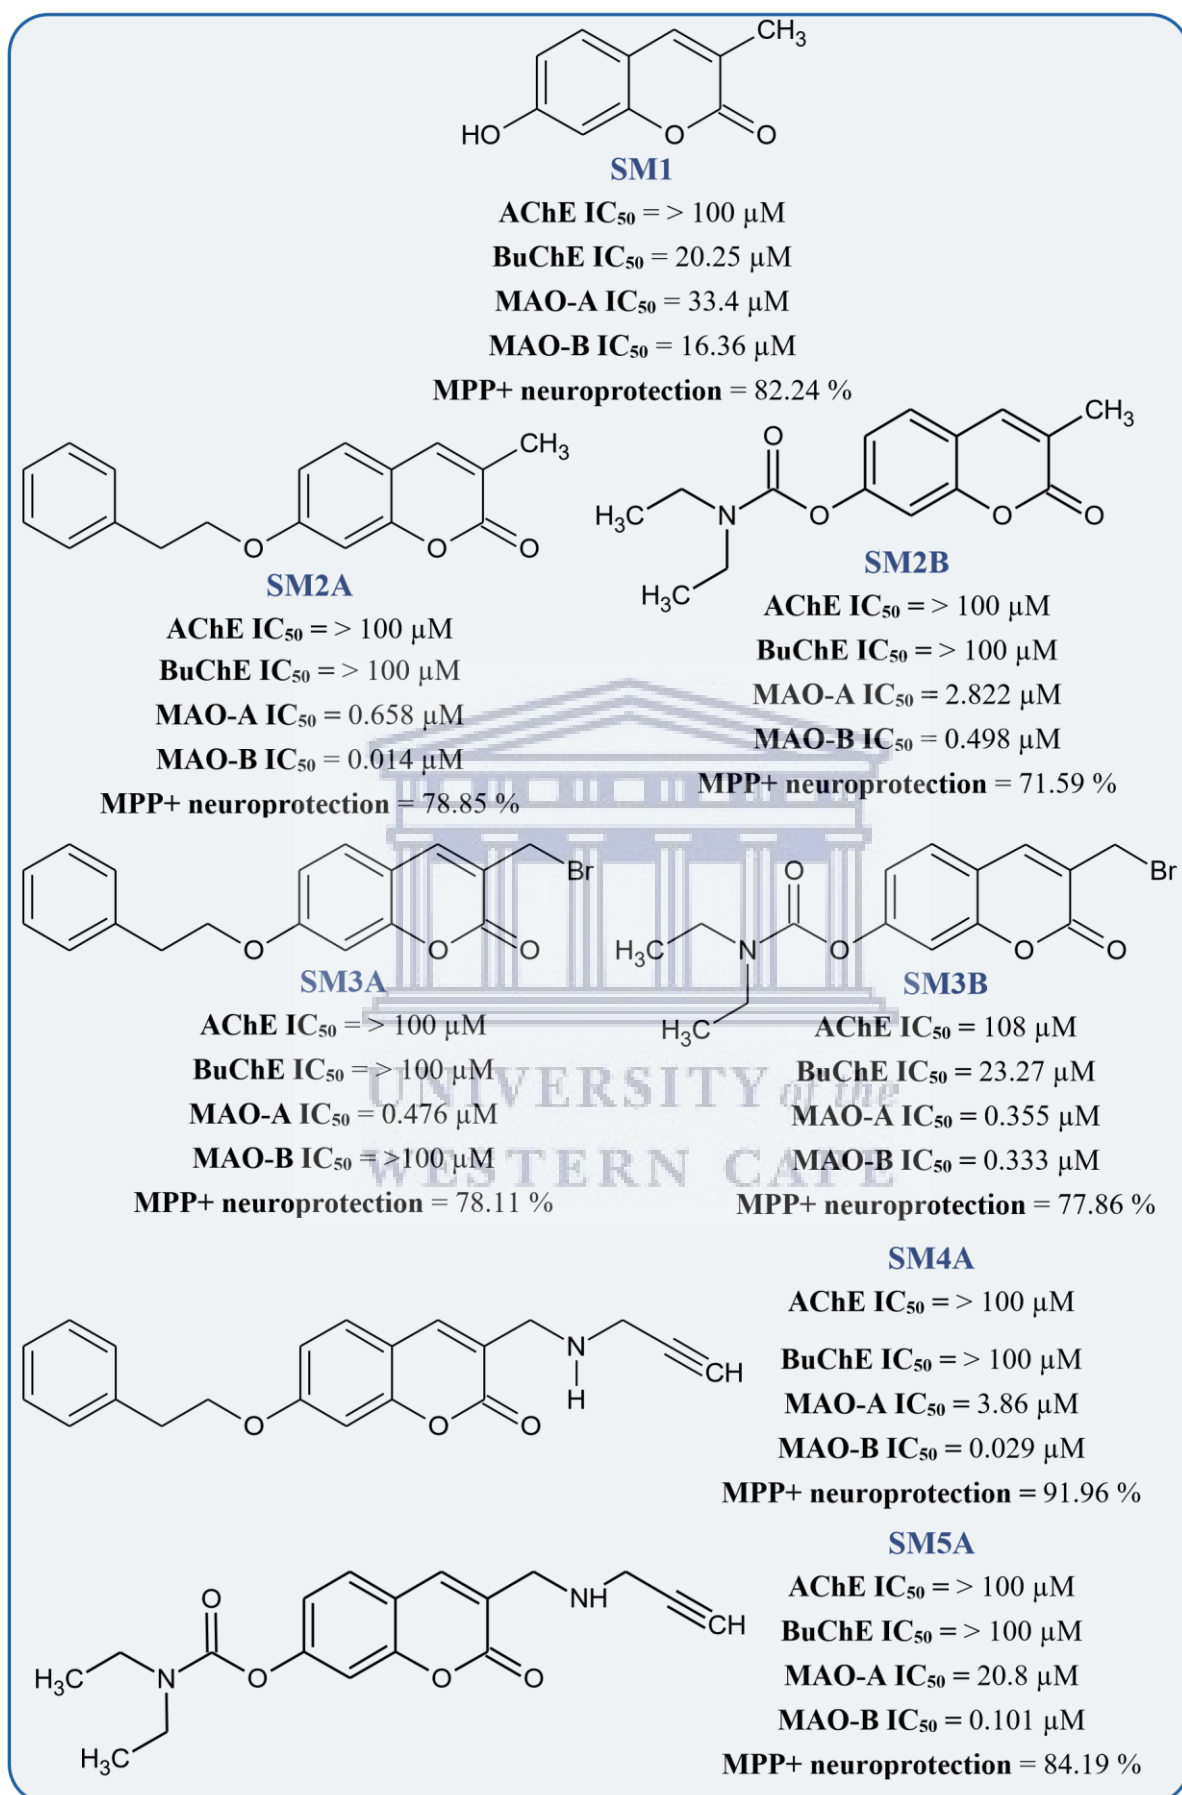 CH₃
HO
O
O
SM1
AChE IC₅₀ = > 100 µM
BuChE IC₅₀ = 20.25 µM
MAO-A IC₅₀ = 33.4 µM
MAO-B IC₅₀ = 16.36 µM
MPP+ neuroprotection = 82.24 %
CH₃
O
O
O
SM2A
AChE IC₅₀ = > 100 µM
BuChE IC₅₀ = > 100 µM
MAO-A IC₅₀ = 0.658 µM
MAO-B IC₅₀ = 0.014 µM
MPP+ neuroprotection = 78.85 %
CH₃
O
H₃C
N
O
O
O
H₃C
SM2B
AChE IC₅₀ = > 100 µM
BuChE IC₅₀ = > 100 µM
MAO-A IC₅₀ = 2.822 µM
MAO-B IC₅₀ = 0.498 µM
MPP+ neuroprotection = 71.59 %
Br
O
O
O
SM3A
AChE IC₅₀ = > 100 µM
BuChE IC₅₀ = > 100 µM
MAO-A IC₅₀ = 0.476 µM
MAO-B IC₅₀ = >100 µM
MPP+ neuroprotection = 78.11 %
O
Br
H₃C
N
O
O
O
H₃C
SM3B
AChE IC₅₀ = 108 µM
BuChE IC₅₀ = 23.27 µM
MAO-A IC₅₀ = 0.355 µM
MAO-B IC₅₀ = 0.333 µM
MPP+ neuroprotection = 77.86 %
UNIVERSITY of the
WESTERN CAPE
N
H
CH
O
O
O
SM4A
AChE IC₅₀ = > 100 µM
BuChE IC₅₀ = > 100 µM
MAO-A IC₅₀ = 3.86 µM
MAO-B IC₅₀ = 0.029 µM
MPP+ neuroprotection = 91.96 %
O
NH
CH
H₃C
N
O
O
O
H₃C
SM5A
AChE IC₅₀ = > 100 µM
BuChE IC₅₀ = > 100 µM
MAO-A IC₅₀ = 20.8 µM
MAO-B IC₅₀ = 0.101 µM
MPP+ neuroprotection = 84.19 %